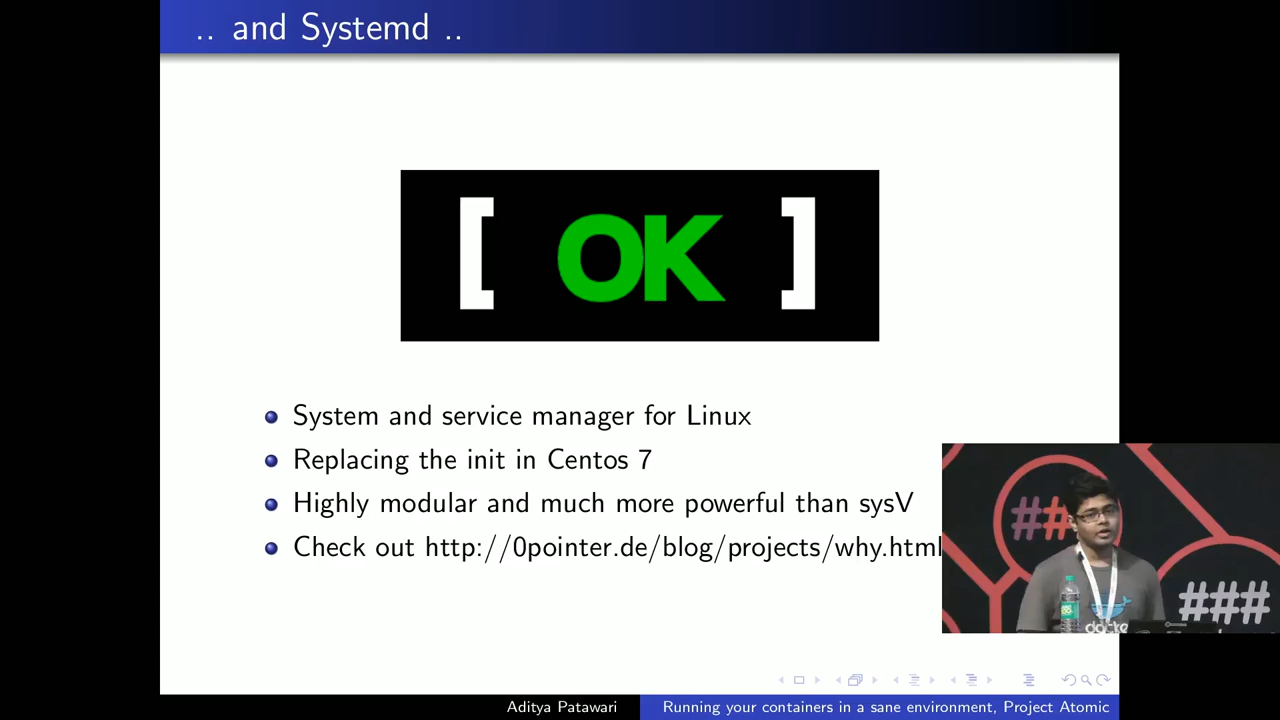 .. and Systemd ..
[ OK ]
System and service manager for Linux
Replacing the init in Centos 7
Highly modular and much more powerful than sysV
Check out http://0pointer.de/blog/projects/why.html
##
###
docke
Aditya Patawari
Running your containers in a sane environment, Project Atomic